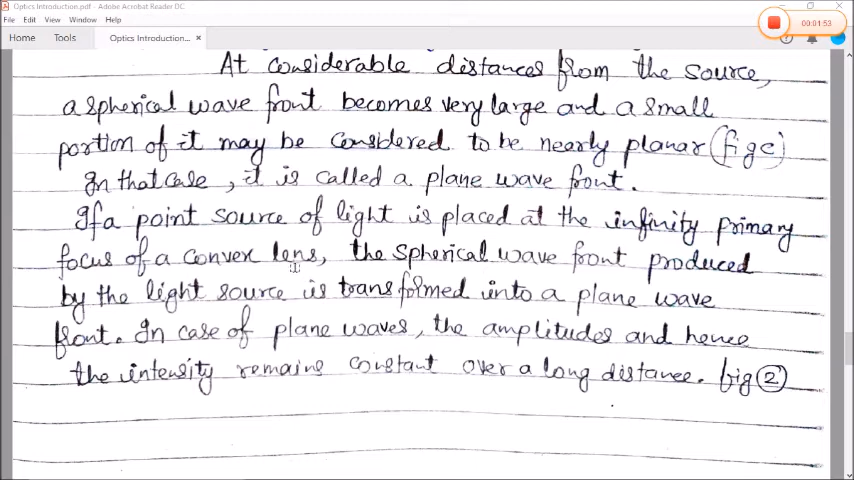 Optics Introduction.pdf - Adobe Acrobat Reader DC
File Edit View Window Help
Home Tools Optics Introduction... ×
00:01:53
At considerable distances from the source,
a spherical wave front becomes very large and a small
portion of it may be considered to be nearly planar (fig c)
In that case, it is called a plane wave front.
If a point source of light is placed at the infinity primary
focus of a convex lens, the spherical wave front produced
by the light source is transformed into a plane wave
front. In case of plane waves, the amplitudes and hence
the intensity remains constant over a long distance. fig 2